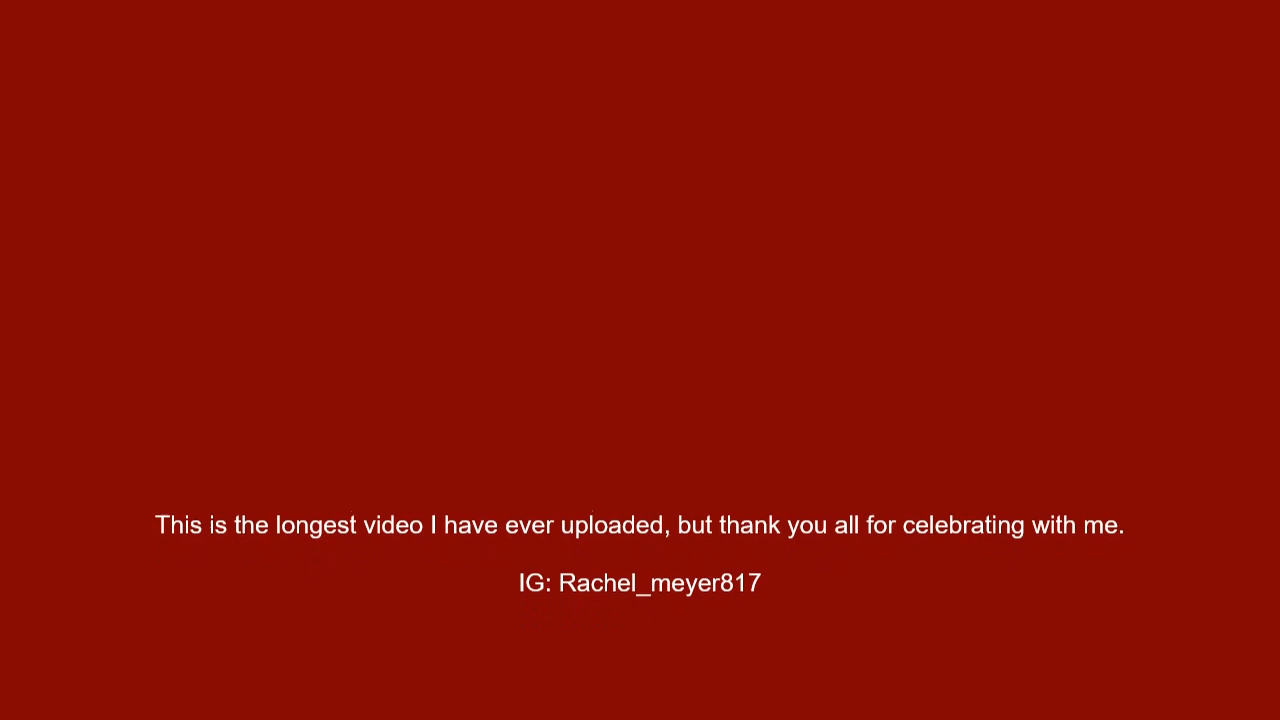 This is the longest video I have ever uploaded, but thank you all for celebrating with me.
IG: Rachel_meyer817